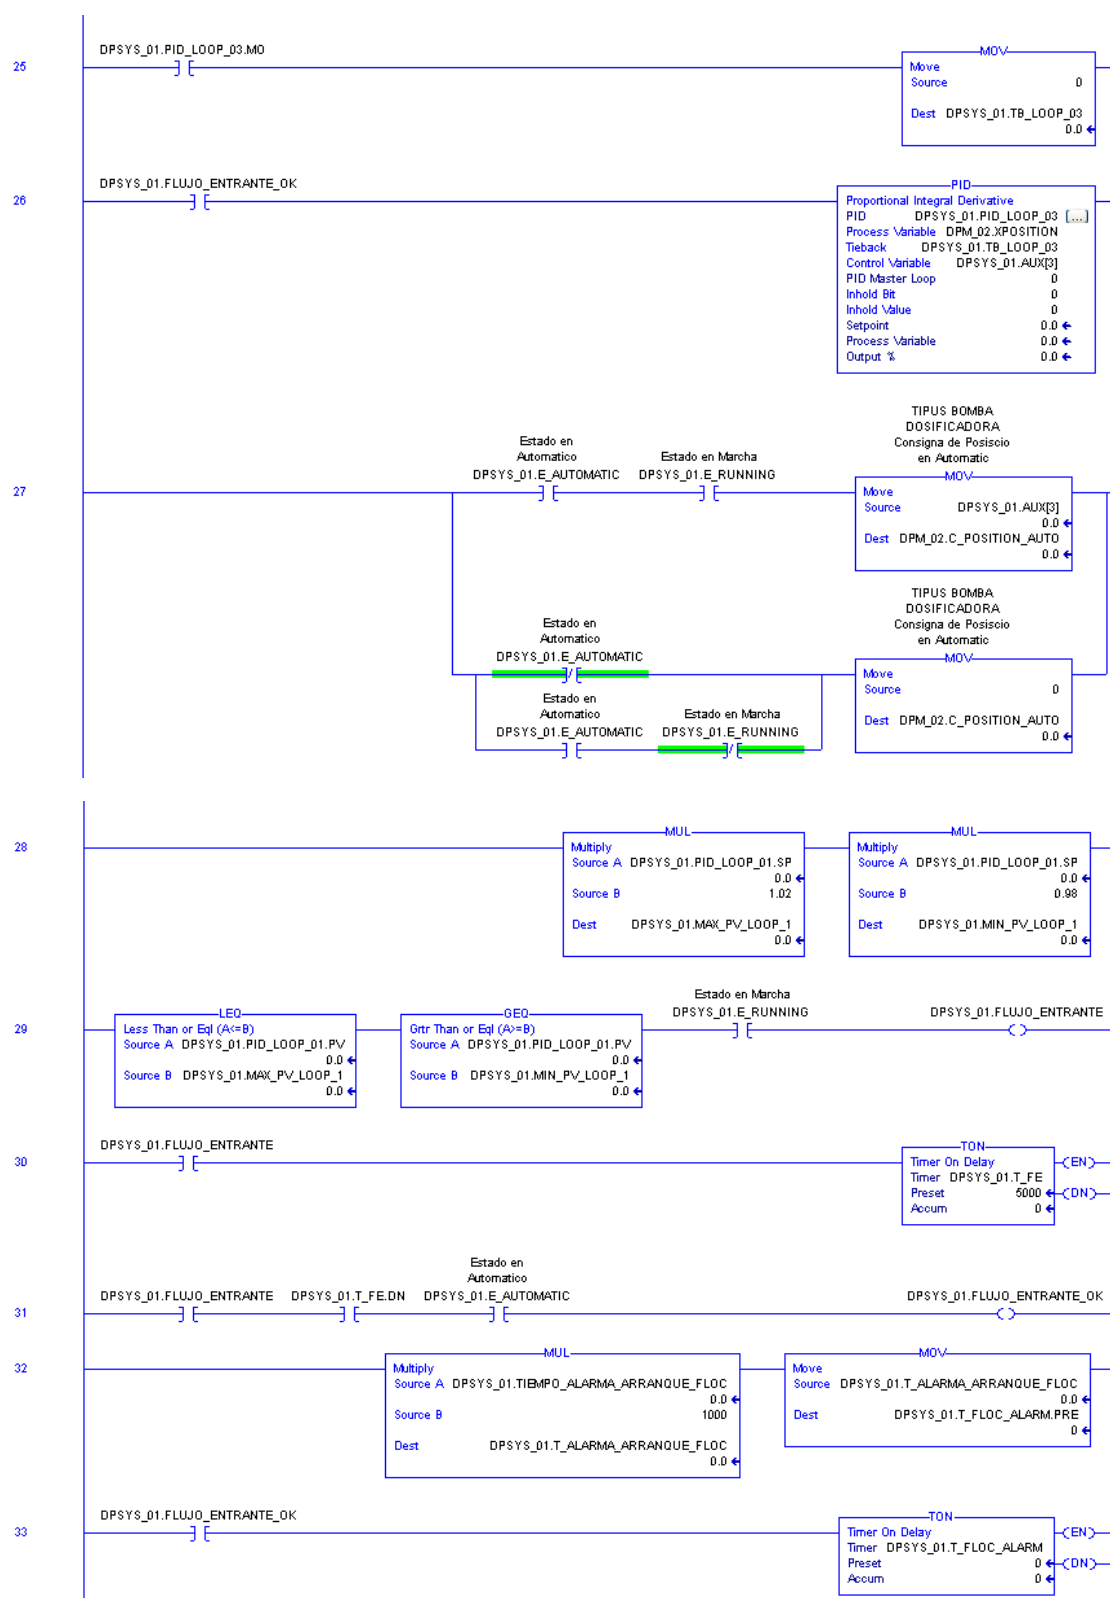 DPSYS_01.PID_LOOP_03.MO
25
MOV
Move
Source 0
Dest DPSYS_01.TB_LOOP_03
0.0
DPSYS_01.FLUJO_ENTRANTE_OK
26
PID
Proportional Integral Derivative
PID DPSYS_01.PID_LOOP_03 ...
Process Variable DPM_02.XPOSITION
Tieback DPSYS_01.TB_LOOP_03
Control Variable DPSYS_01.AUX[3]
PID Master Loop 0
Inhold Bit 0
Inhold Value 0
Setpoint 0.0
Process Variable 0.0
Output % 0.0
27
Estado en
Automatico
DPSYS_01.E_AUTOMATIC
Estado en Marcha
DPSYS_01.E_RUNNING
TIPUS BOMBA
DOSIFICADORA
Consigna de Posiscio
en Automatic
MOV
Move
Source DPSYS_01.AUX[3]
0.0
Dest DPM_02.C_POSITION_AUTO
0.0
Estado en
Automatico
DPSYS_01.E_AUTOMATIC
TIPUS BOMBA
DOSIFICADORA
Consigna de Posiscio
en Automatic
MOV
Move
Source 0
Dest DPM_02.C_POSITION_AUTO
0.0
Estado en
Automatico
DPSYS_01.E_AUTOMATIC
Estado en Marcha
DPSYS_01.E_RUNNING
28
MUL
Multiply
Source A DPSYS_01.PID_LOOP_01.SP
0.0
Source B 1.02
Dest DPSYS_01.MAX_PV_LOOP_1
0.0
MUL
Multiply
Source A DPSYS_01.PID_LOOP_01.SP
0.0
Source B 0.98
Dest DPSYS_01.MIN_PV_LOOP_1
0.0
29
LEQ
Less Than or Eql (A<=B)
Source A DPSYS_01.PID_LOOP_01.PV
0.0
Source B DPSYS_01.MAX_PV_LOOP_1
0.0
GEQ
Grtr Than or Eql (A>=B)
Source A DPSYS_01.PID_LOOP_01.PV
0.0
Source B DPSYS_01.MIN_PV_LOOP_1
0.0
Estado en Marcha
DPSYS_01.E_RUNNING
DPSYS_01.FLUJO_ENTRANTE
30
DPSYS_01.FLUJO_ENTRANTE
TON
Timer On Delay
Timer DPSYS_01.T_FE
Preset 5000
Accum 0
EN
DN
31
DPSYS_01.FLUJO_ENTRANTE
DPSYS_01.T_FE.DN
Estado en
Automatico
DPSYS_01.E_AUTOMATIC
DPSYS_01.FLUJO_ENTRANTE_OK
32
MUL
Multiply
Source A DPSYS_01.TIEMPO_ALARMA_ARRANQUE_FLOC
0.0
Source B 1000
Dest DPSYS_01.T_ALARMA_ARRANQUE_FLOC
0.0
MOV
Move
Source DPSYS_01.T_ALARMA_ARRANQUE_FLOC
0.0
Dest DPSYS_01.T_FLOC_ALARM.PRE
0
33
DPSYS_01.FLUJO_ENTRANTE_OK
TON
Timer On Delay
Timer DPSYS_01.T_FLOC_ALARM
Preset 0
Accum 0
EN
DN